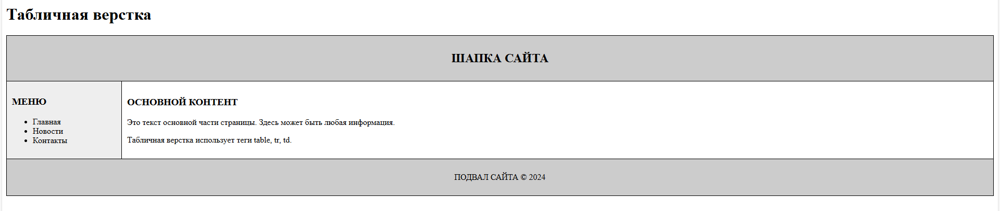 Табличная верстка
ШАПКА САЙТА
МЕНЮ
Главная
Новости
Контакты
ОСНОВНОЙ КОНТЕНТ
Это текст основной части страницы. Здесь может быть любая информация.
Табличная верстка использует теги table, tr, td.
ПОДВАЛ САЙТА © 2024